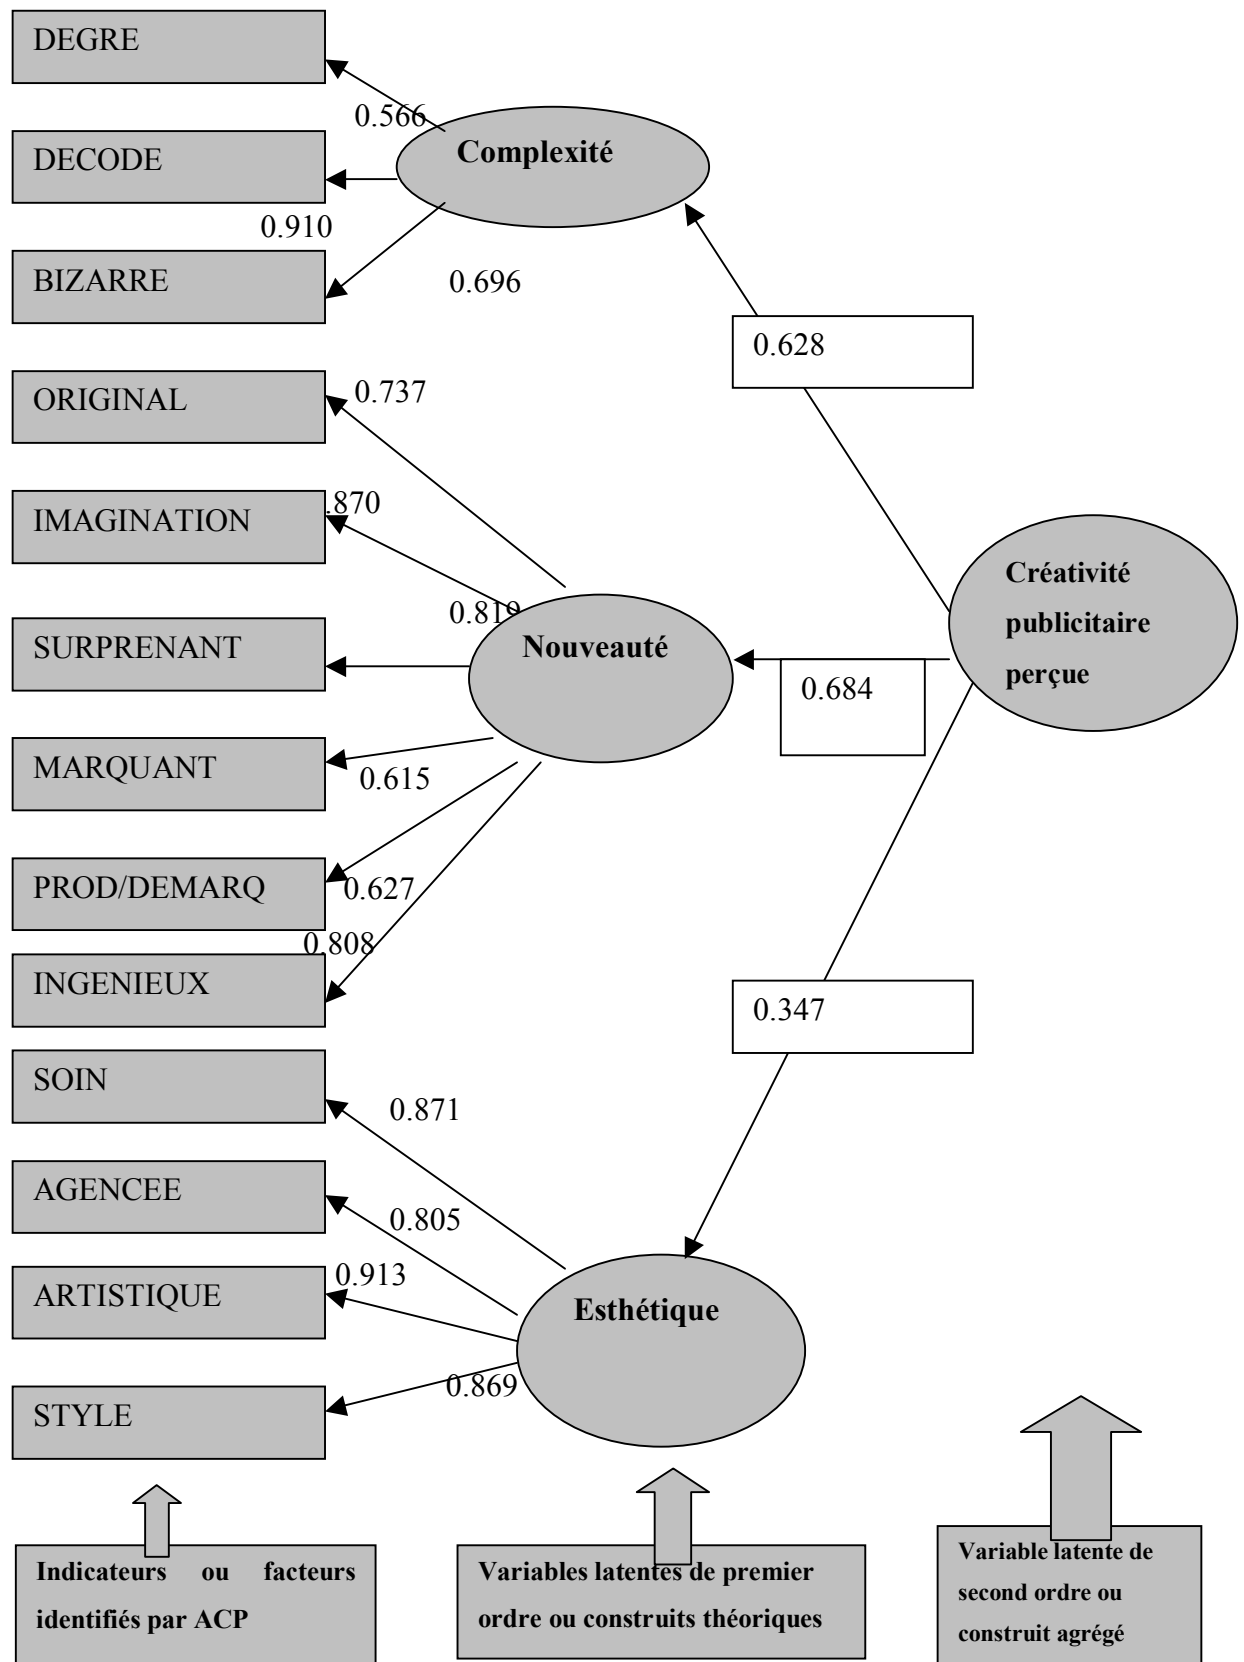 DEGRE
0.566
Complexité
DECODE
0.910
BIZARRE
0.696
0.628
ORIGINAL
0.737
IMAGINATION
.870
Créativité
publicitaire
perçue
0.819
SURPRENANT
Nouveauté
0.684
MARQUANT
0.615
PROD/DEMARQ
0.627
0.808
INGENIEUX
0.347
SOIN
0.871
AGENCEE
0.805
0.913
ARTISTIQUE
Esthétique
0.869
STYLE
Indicateurs ou facteurs
identifiés par ACP
Variables latentes de premier
ordre ou construits théoriques
Variable latente de
second ordre ou
construit agrégé